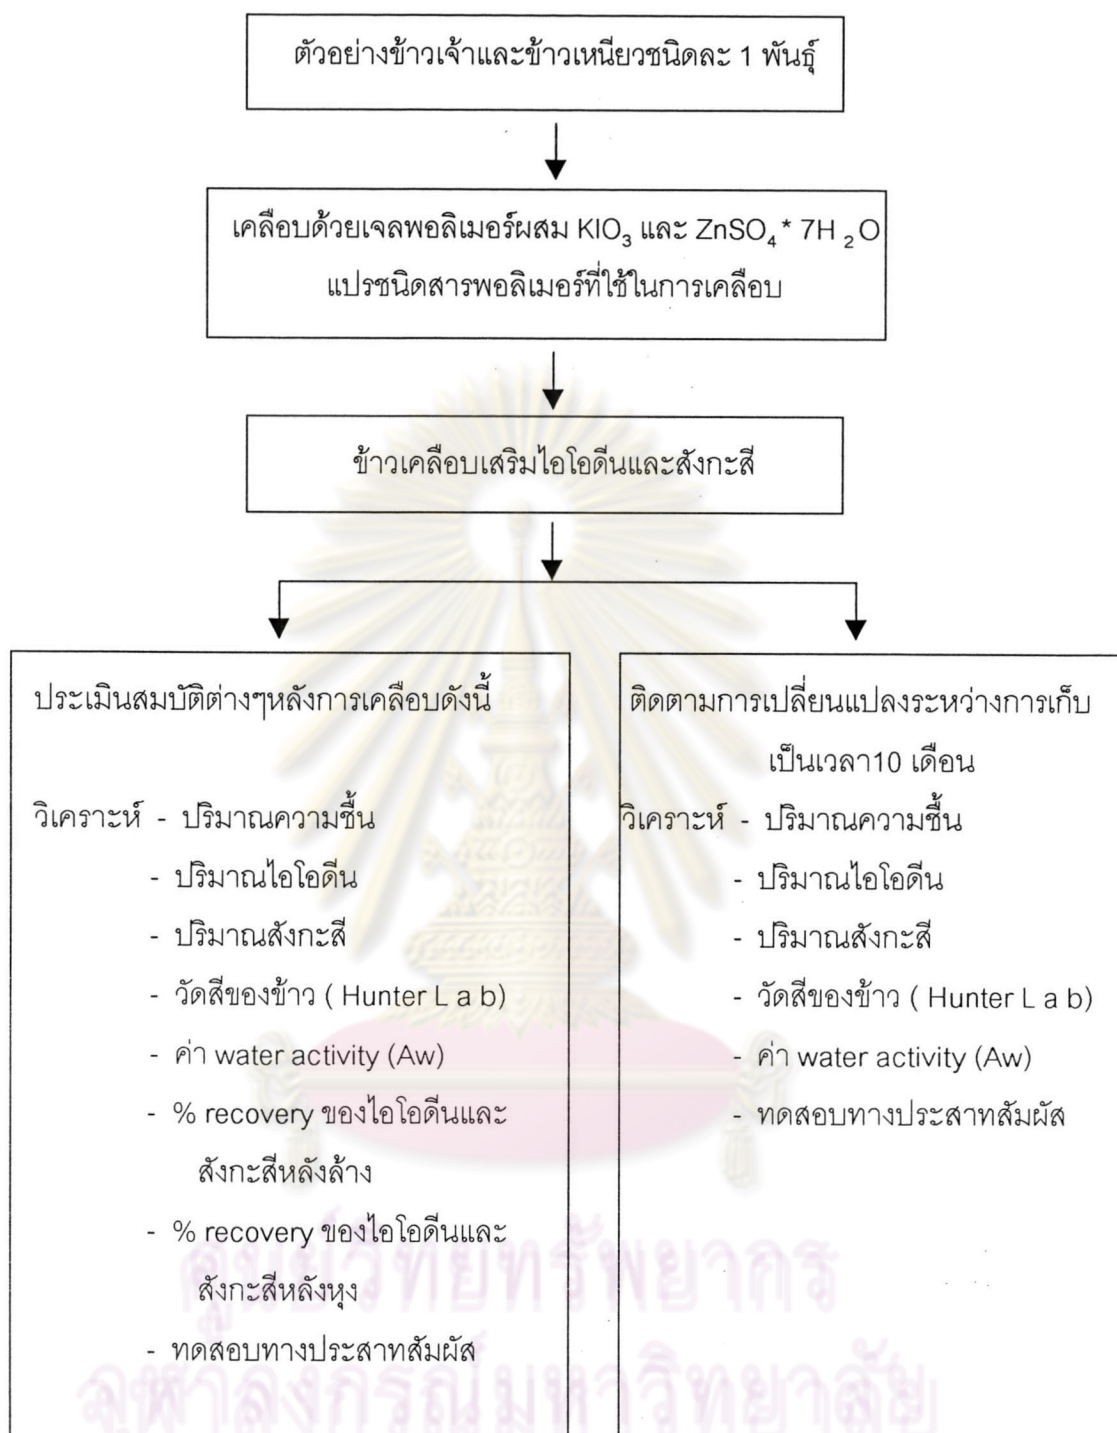 ตัวอย่างข้าวเจ้าและข้าวเหนียวชนิดละ 1 พันธุ์
เคลือบด้วยเจลพอลิเมอร์ผสม KIO₃ และ ZnSO₄ * 7H ₂O
แปรชนิดสารพอลิเมอร์ที่ใช้ในการเคลือบ
ข้าวเคลือบเสริมไอโอดีนและสังกะสี
ประเมินสมบัติต่างๆหลังการเคลือบดังนี้
วิเคราะห์ - ปริมาณความชื้น
- ปริมาณไอโอดีน
- ปริมาณสังกะสี
- วัดสีของข้าว ( Hunter L a b)
- ค่า water activity (Aw)
- % recovery ของไอโอดีนและ
สังกะสีหลังล้าง
- % recovery ของไอโอดีนและ
สังกะสีหลังหุง
- ทดสอบทางประสาทสัมผัส
ติดตามการเปลี่ยนแปลงระหว่างการเก็บ
เป็นเวลา10 เดือน
วิเคราะห์ - ปริมาณความชื้น
- ปริมาณไอโอดีน
- ปริมาณสังกะสี
- วัดสีของข้าว ( Hunter L a b)
- ค่า water activity (Aw)
- ทดสอบทางประสาทสัมผัส
ศูนย์วิทยทรัพยากร
จุฬาลงกรณ์มหาวิทยาลัย